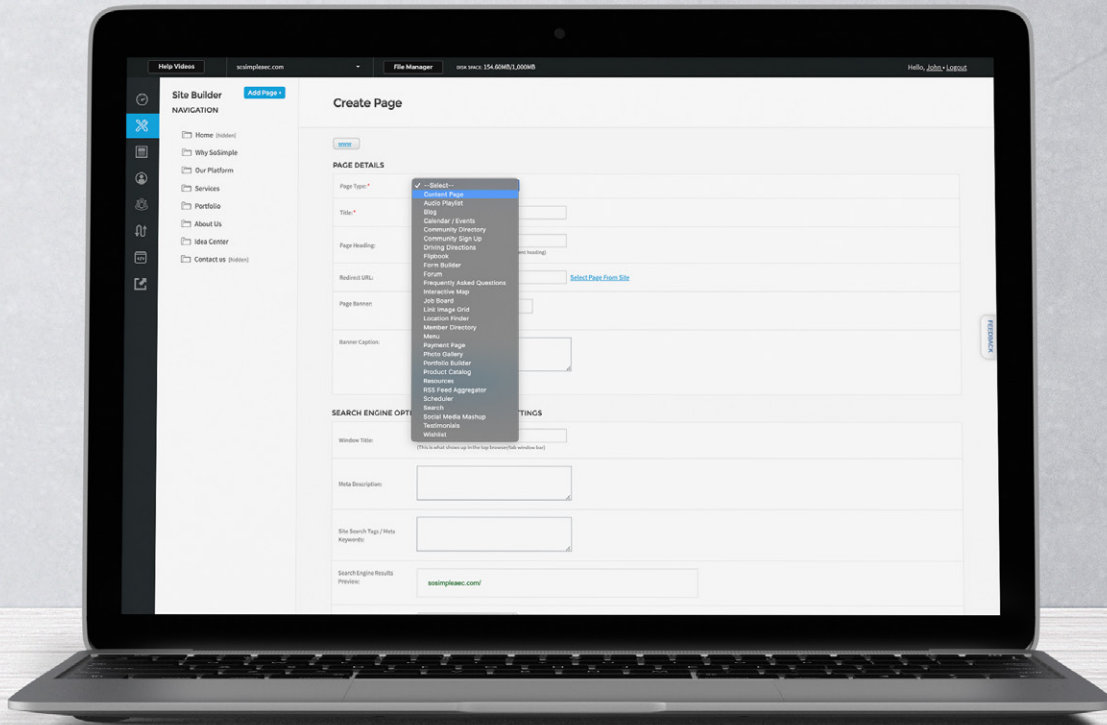 Help Videos
sosimpleaec.com
File Manager
DISK SPACE: 154.60MB/1,000MB
Hello, John • Logout
Site Builder
Add Page +
NAVIGATION
Home (hidden)
Why SoSimple
Our Platform
Services
Portfolio
About Us
Idea Center
Contact us (hidden)
Create Page
www
PAGE DETAILS
Page Type:*
✓ --Select--
Content Page
Audio Playlist
Blog
Calendar / Events
Community Directory
Community Sign Up
Driving Directions
Flipbook
Form Builder
Forum
Frequently Asked Questions
Interactive Map
Job Board
Link Image Grid
Location Finder
Member Directory
Menu
Payment Page
Photo Gallery
Portfolio Builder
Product Catalog
Resources
RSS Feed Aggregator
Scheduler
Search
Social Media Mashup
Testimonials
Wishlist
Title:*
Page Heading:
heading)
Redirect URL:
Select Page From Site
Page Banner:
Banner Caption:
SEARCH ENGINE OPTI
TTINGS
Window Title:
(This is what shows up in the top browser/tab window bar)
Meta Description:
Site Search Tags / Meta
Keywords:
Search Engine Results
Preview:
sosimpleaec.com/
FEEDBACK